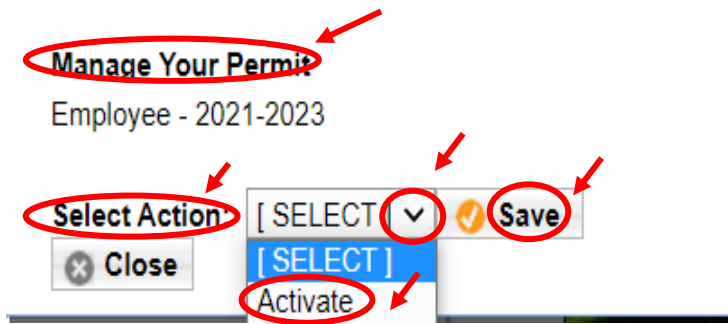 Manage Your Permit
Employee - 2021-2023
Select Action: [ SELECT ] Save
Close [ SELECT ]
Activate